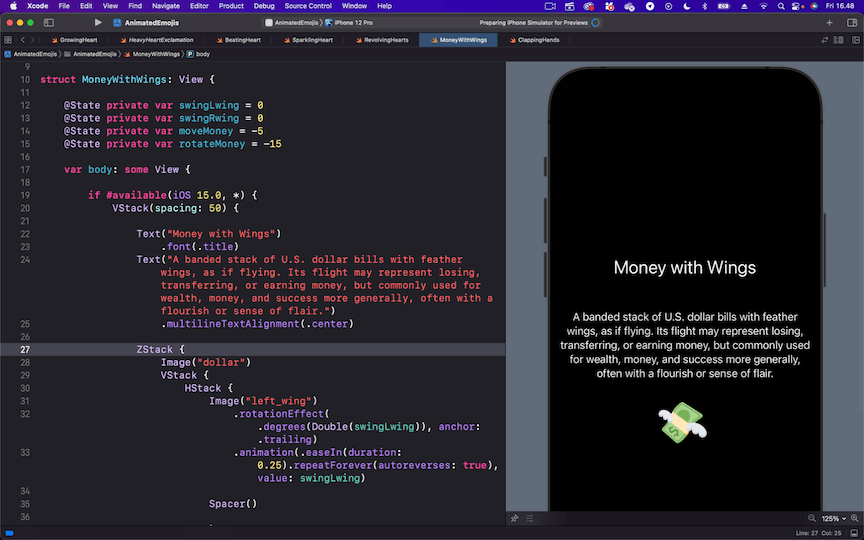 Xcode File Edit View Find Navigate Editor Product Debug Source Control Window Help Fri 16.48
AnimatedEmojis AnimatedEmojis iPhone 12 Pro Preparing iPhone Simulator for Previews
GrowingHeart HeavyHeartExclamation BeatingHeart SparklingHeart RevolvingHearts MoneyWithWings ClappingHands
AnimatedEmojis AnimatedEmojis MoneyWithWings body
9
10 struct MoneyWithWings: View {
11
12 @State private var swingLwing = 0
13 @State private var swingRwing = 0
14 @State private var moveMoney = -5
15 @State private var rotateMoney = -15
16
17 var body: some View {
18
19 if #available(iOS 15.0, *) {
20 VStack(spacing: 50) {
21
22 Text("Money with Wings")
23 .font(.title)
24 Text("A banded stack of U.S. dollar bills with feather
wings, as if flying. Its flight may represent losing,
transferring, or earning money, but commonly used for
wealth, money, and success more generally, often with a
flourish or sense of flair.")
25 .multilineTextAlignment(.center)
26
27 ZStack {
28 Image("dollar")
29 VStack {
30 HStack {
31 Image("left_wing")
32 .rotationEffect(
.degrees(Double(swingLwing)), anchor:
.trailing)
33 .animation(.easeIn(duration:
0.25).repeatForever(autoreverses: true),
value: swingLwing)
34
35 Spacer()
36
Money with Wings
A banded stack of U.S. dollar bills with feather
wings, as if flying. Its flight may represent losing,
transferring, or earning money, but commonly used
for wealth, money, and success more generally,
often with a flourish or sense of flair.
125%
Line: 27 Col: 25